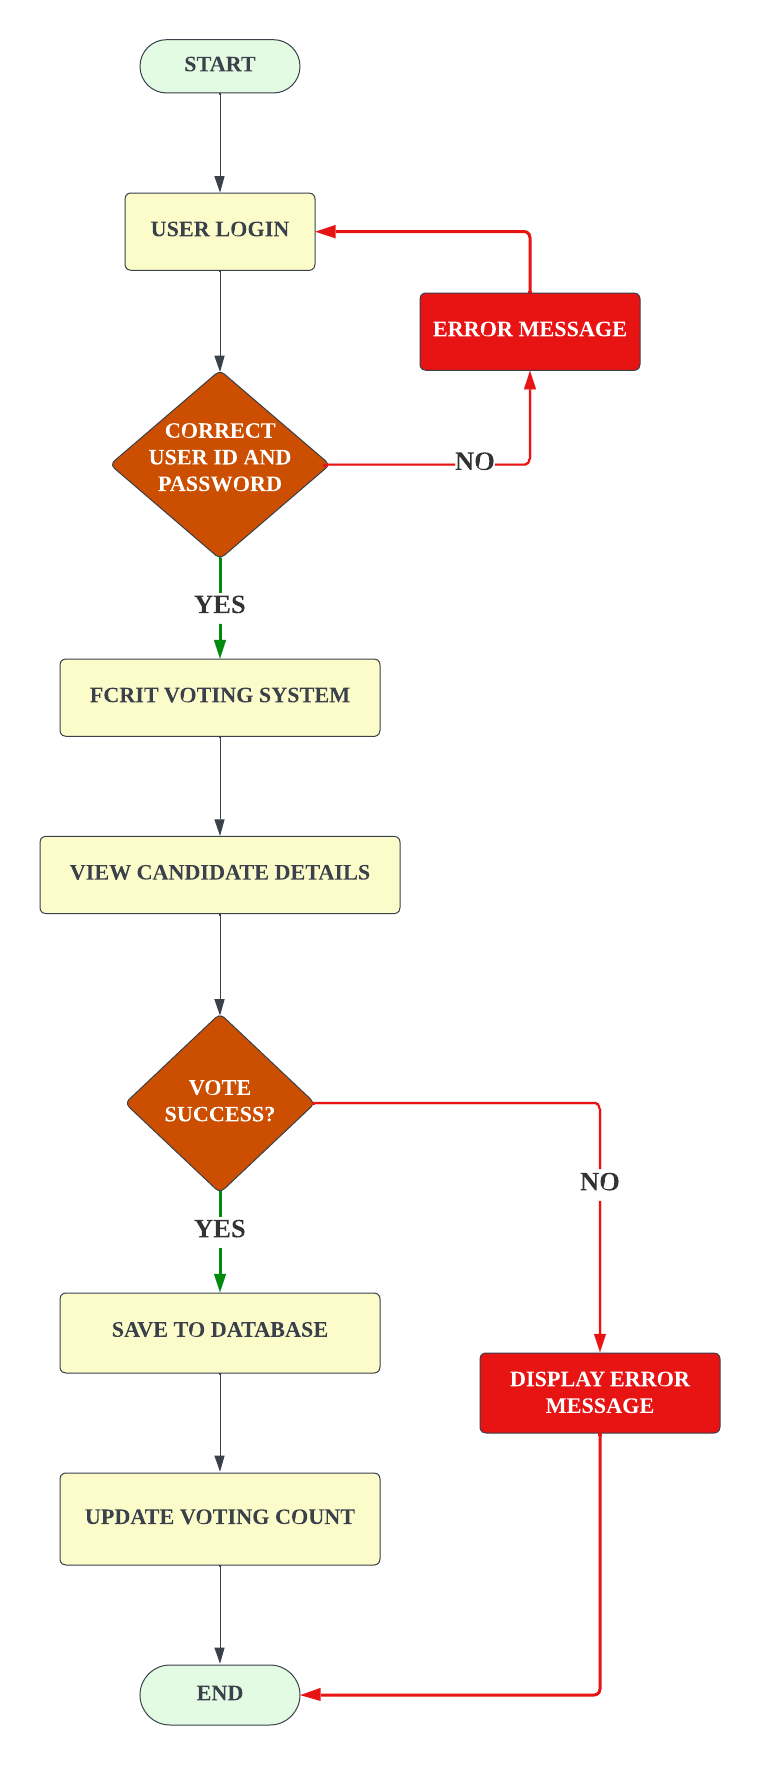 START
USER LOGIN
ERROR MESSAGE
CORRECT
USER ID AND
PASSWORD
NO
YES
FCRIT VOTING SYSTEM
VIEW CANDIDATE DETAILS
VOTE
SUCCESS?
NO
YES
SAVE TO DATABASE
DISPLAY ERROR
MESSAGE
UPDATE VOTING COUNT
END